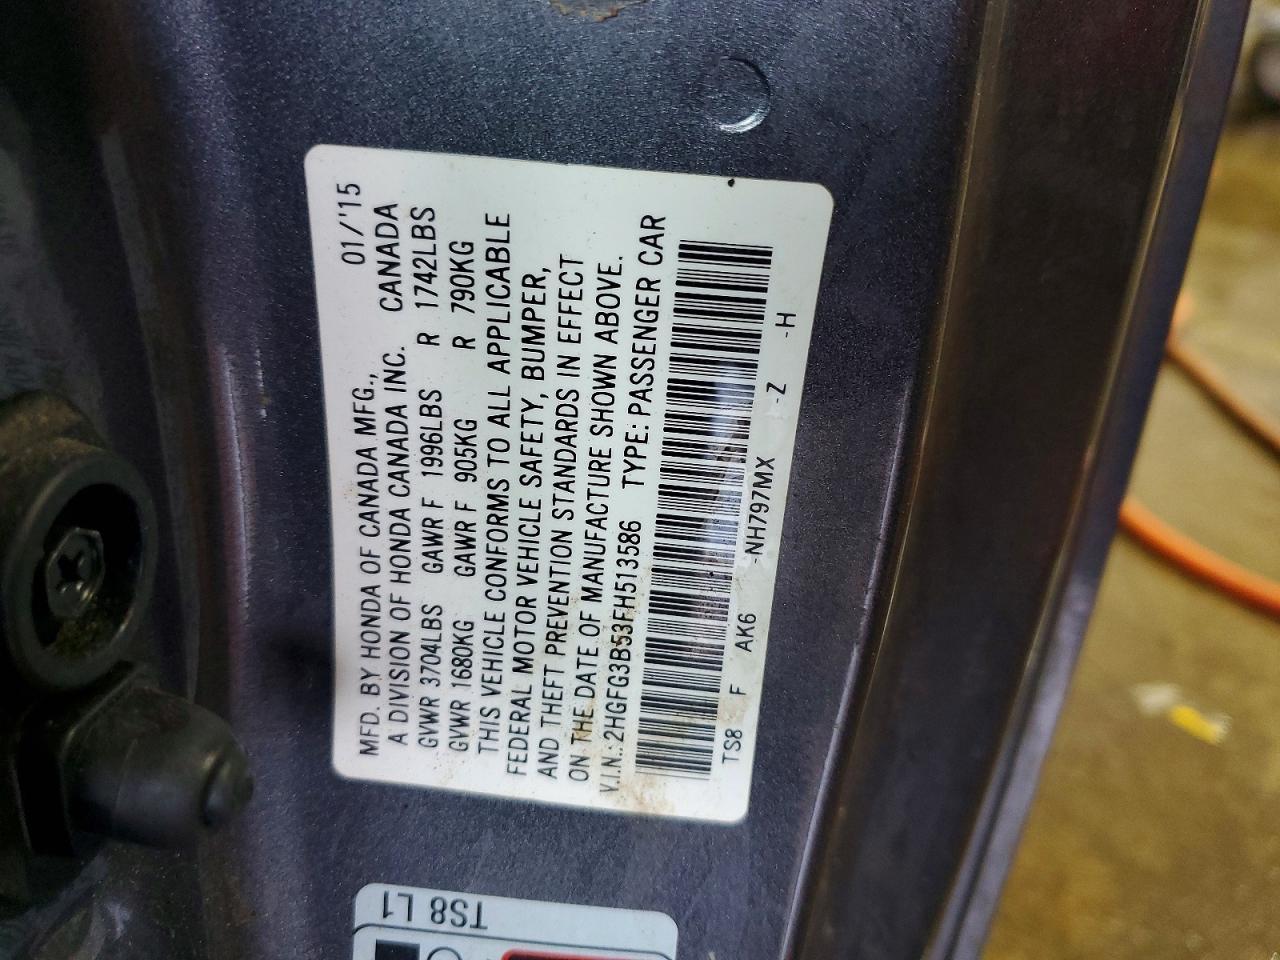 01/'15
MFD. BY HONDA OF CANADA MFG.,
A DIVISION OF HONDA CANADA INC. CANADA
GVWR 3704LBS GAWR F 1996LBS R 1742LBS
GVWR 1680KG GAWR F 905KG R 790KG
THIS VEHICLE CONFORMS TO ALL APPLICABLE
FEDERAL MOTOR VEHICLE SAFETY, BUMPER,
AND THEFT PREVENTION STANDARDS IN EFFECT
ON THE DATE OF MANUFACTURE SHOWN ABOVE.
V.I.N.: 2HGFG3B53FH513586 TYPE: PASSENGER CAR
TS8 F AK6 -NH797MX -Z -H
TS8 L1